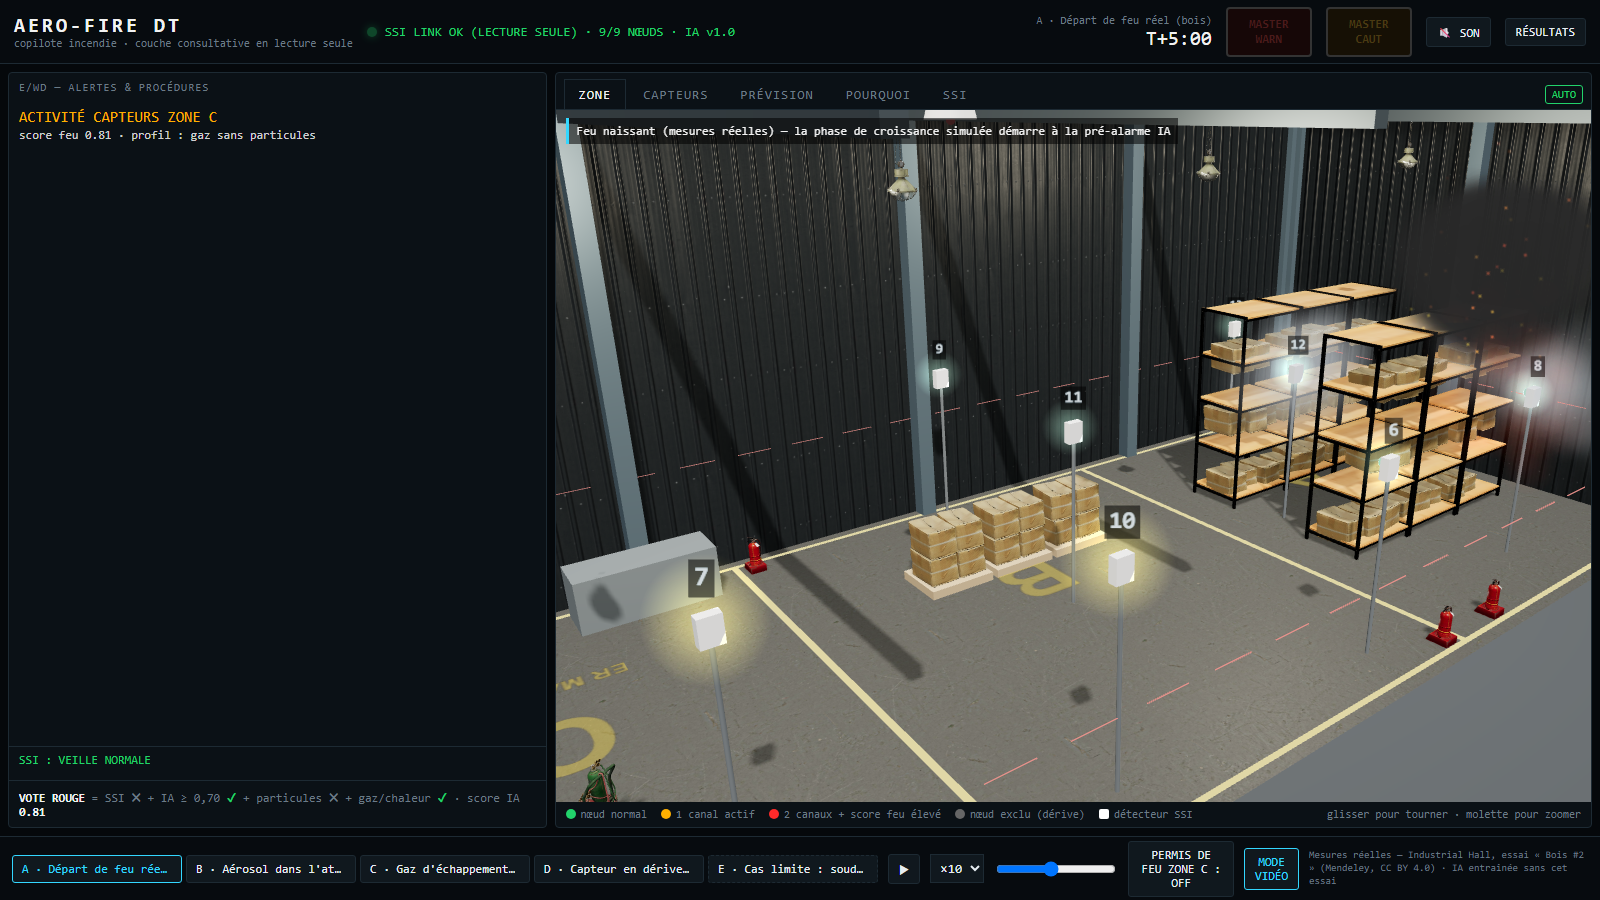 AERO-FIRE DT
copilote incendie · couche consultative en lecture seule
SSI LINK OK (LECTURE SEULE) · 9/9 NŒUDS · IA v1.0
A · Départ de feu réel (bois)
T+5:00
MASTER
WARN
MASTER
CAUT
SON
RÉSULTATS
E/WD — ALERTES & PROCÉDURES
ACTIVITÉ CAPTEURS ZONE C
score feu 0.81 · profil : gaz sans particules
SSI : VEILLE NORMALE
VOTE ROUGE = SSI ✕ + IA ≥ 0,70 ✓ + particules ✕ + gaz/chaleur ✓ · score IA
0.81
ZONE
CAPTEURS
PRÉVISION
POURQUOI
SSI
AUTO
Feu naissant (mesures réelles) — la phase de croissance simulée démarre à la pré-alarme IA
9
11
12
8
6
10
7
B
C
nœud normal
1 canal actif
2 canaux + score feu élevé
nœud exclu (dérive)
détecteur SSI
glisser pour tourner · molette pour zoomer
A · Départ de feu rée…
B · Aérosol dans l'at…
C · Gaz d'échappement…
D · Capteur en dérive…
E · Cas limite : soud…
▶
×10
PERMIS DE
FEU ZONE C :
OFF
MODE
VIDÉO
Mesures réelles — Industrial Hall, essai « Bois #2
» (Mendeley, CC BY 4.0) · IA entraînée sans cet
essai